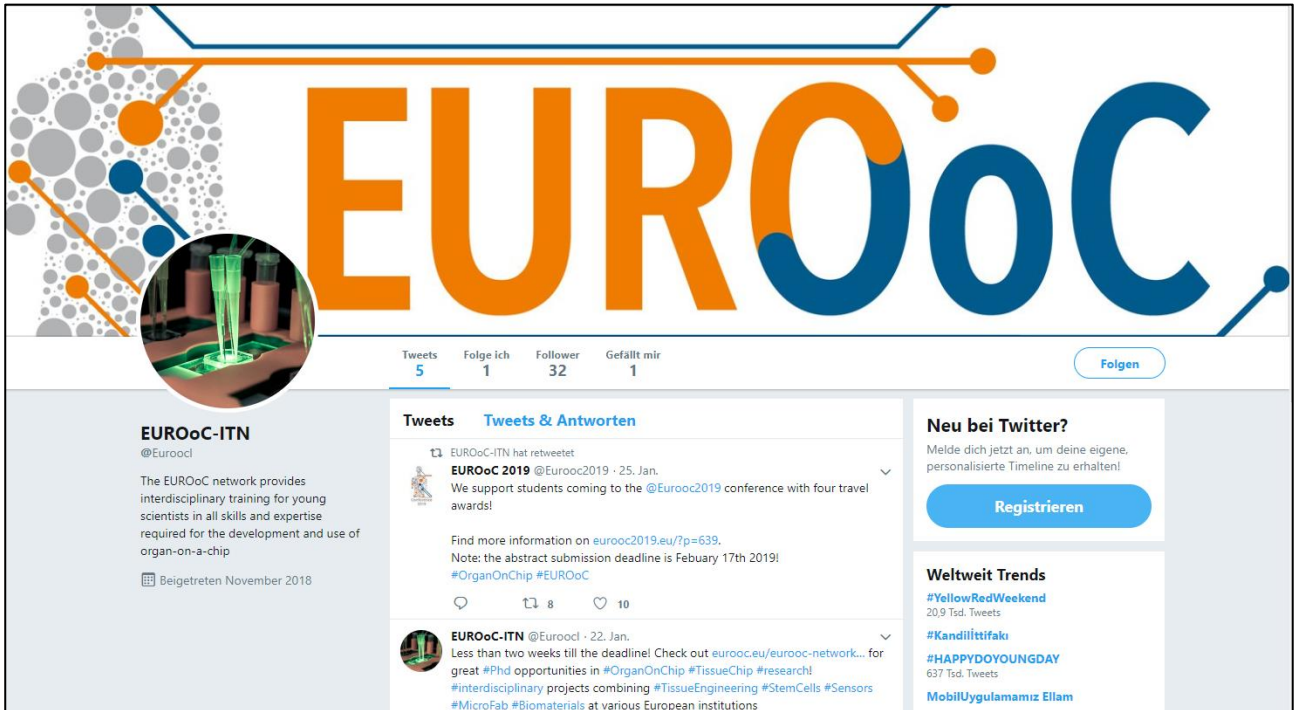 EUROoC
Tweets
5
Folge ich
1
Follower
32
Gefällt mir
1
Folgen
EUROoC-ITN
@Euroocl
The EUROoC network provides
interdisciplinary training for young
scientists in all skills and expertise
required for the development and use of
organ-on-a-chip
Beigetreten November 2018
Tweets Tweets & Antworten
EUROoC-ITN hat retweetet
EUROoC 2019 @Eurooc2019 · 25. Jan.
We support students coming to the @Eurooc2019 conference with four travel
awards!
Find more information on eurooc2019.eu/?p=639.
Note: the abstract submission deadline is Febuary 17th 2019!
#OrganOnChip #EUROoC
8 10
EUROoC-ITN @Euroocl · 22. Jan.
Less than two weeks till the deadline! Check out eurooc.eu/eurooc-network... for
great #Phd opportunities in #OrganOnChip #TissueChip #research!
#interdisciplinary projects combining #TissueEngineering #StemCells #Sensors
#MicroFab #Biomaterials at various European institutions
Neu bei Twitter?
Melde dich jetzt an, um deine eigene,
personalisierte Timeline zu erhalten!
Registrieren
Weltweit Trends
#YellowRedWeekend
20,9 Tsd. Tweets
#Kandilİttifakı
#HAPPYDOYOUNGDAY
637 Tsd. Tweets
MobilUygulamamız Ellam